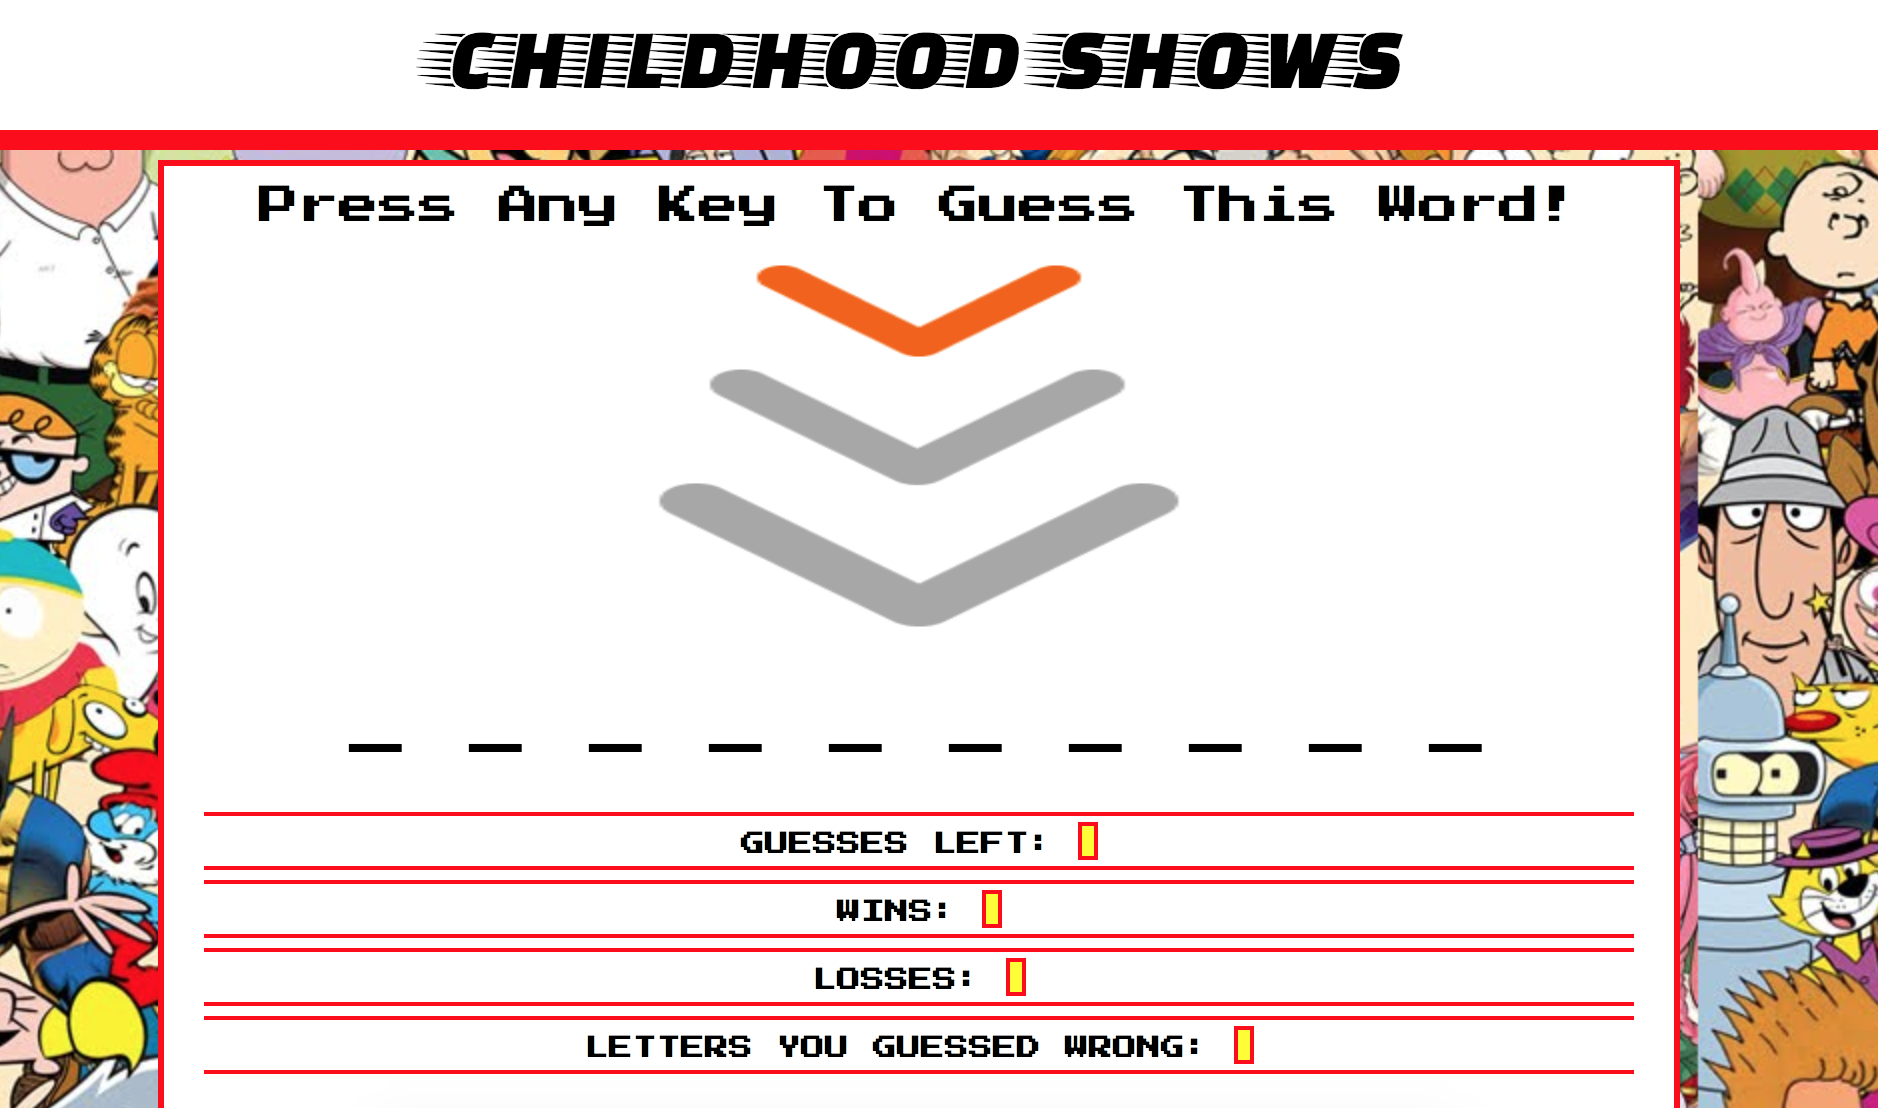 CHILDHOOD SHOWS
Press Any Key To Guess This Word!
_ _ _ _ _ _ _ _ _ _
GUESSES LEFT:
WINS:
LOSSES:
LETTERS YOU GUESSED WRONG: